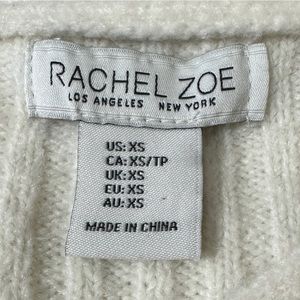 RACHEL ZOE
LOS ANGELES NEW YORK
US: XS
CA: XS/TP
UK: XS
EU: XS
AU: XS
MADE IN CHINA